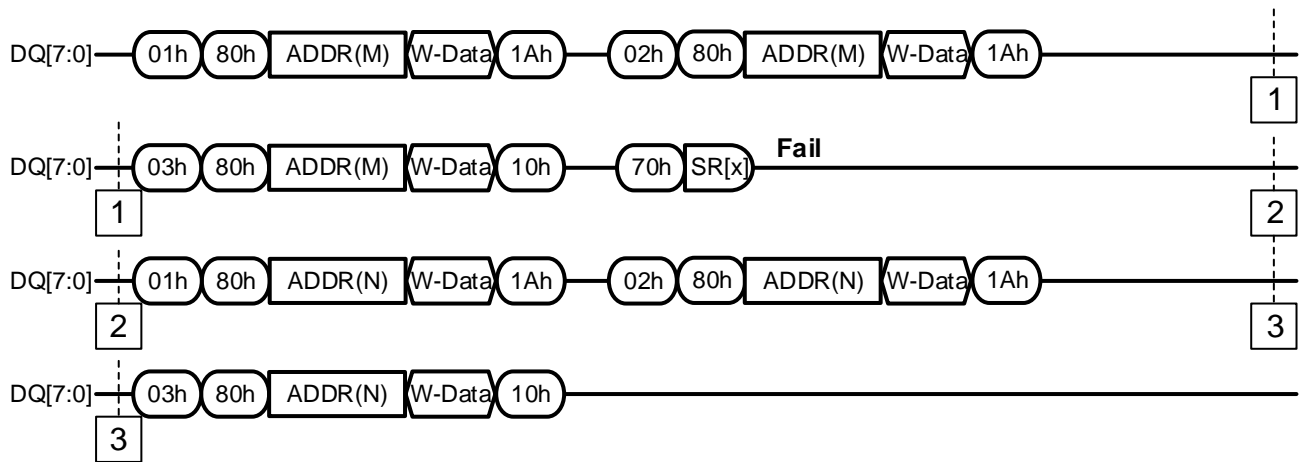 DQ[7:0] 01h 80h ADDR(M) W-Data 1Ah 02h 80h ADDR(M) W-Data 1Ah
1
Fail
DQ[7:0] 03h 80h ADDR(M) W-Data 10h 70h SR[x]
1 2
DQ[7:0] 01h 80h ADDR(N) W-Data 1Ah 02h 80h ADDR(N) W-Data 1Ah
2 3
DQ[7:0] 03h 80h ADDR(N) W-Data 10h
3